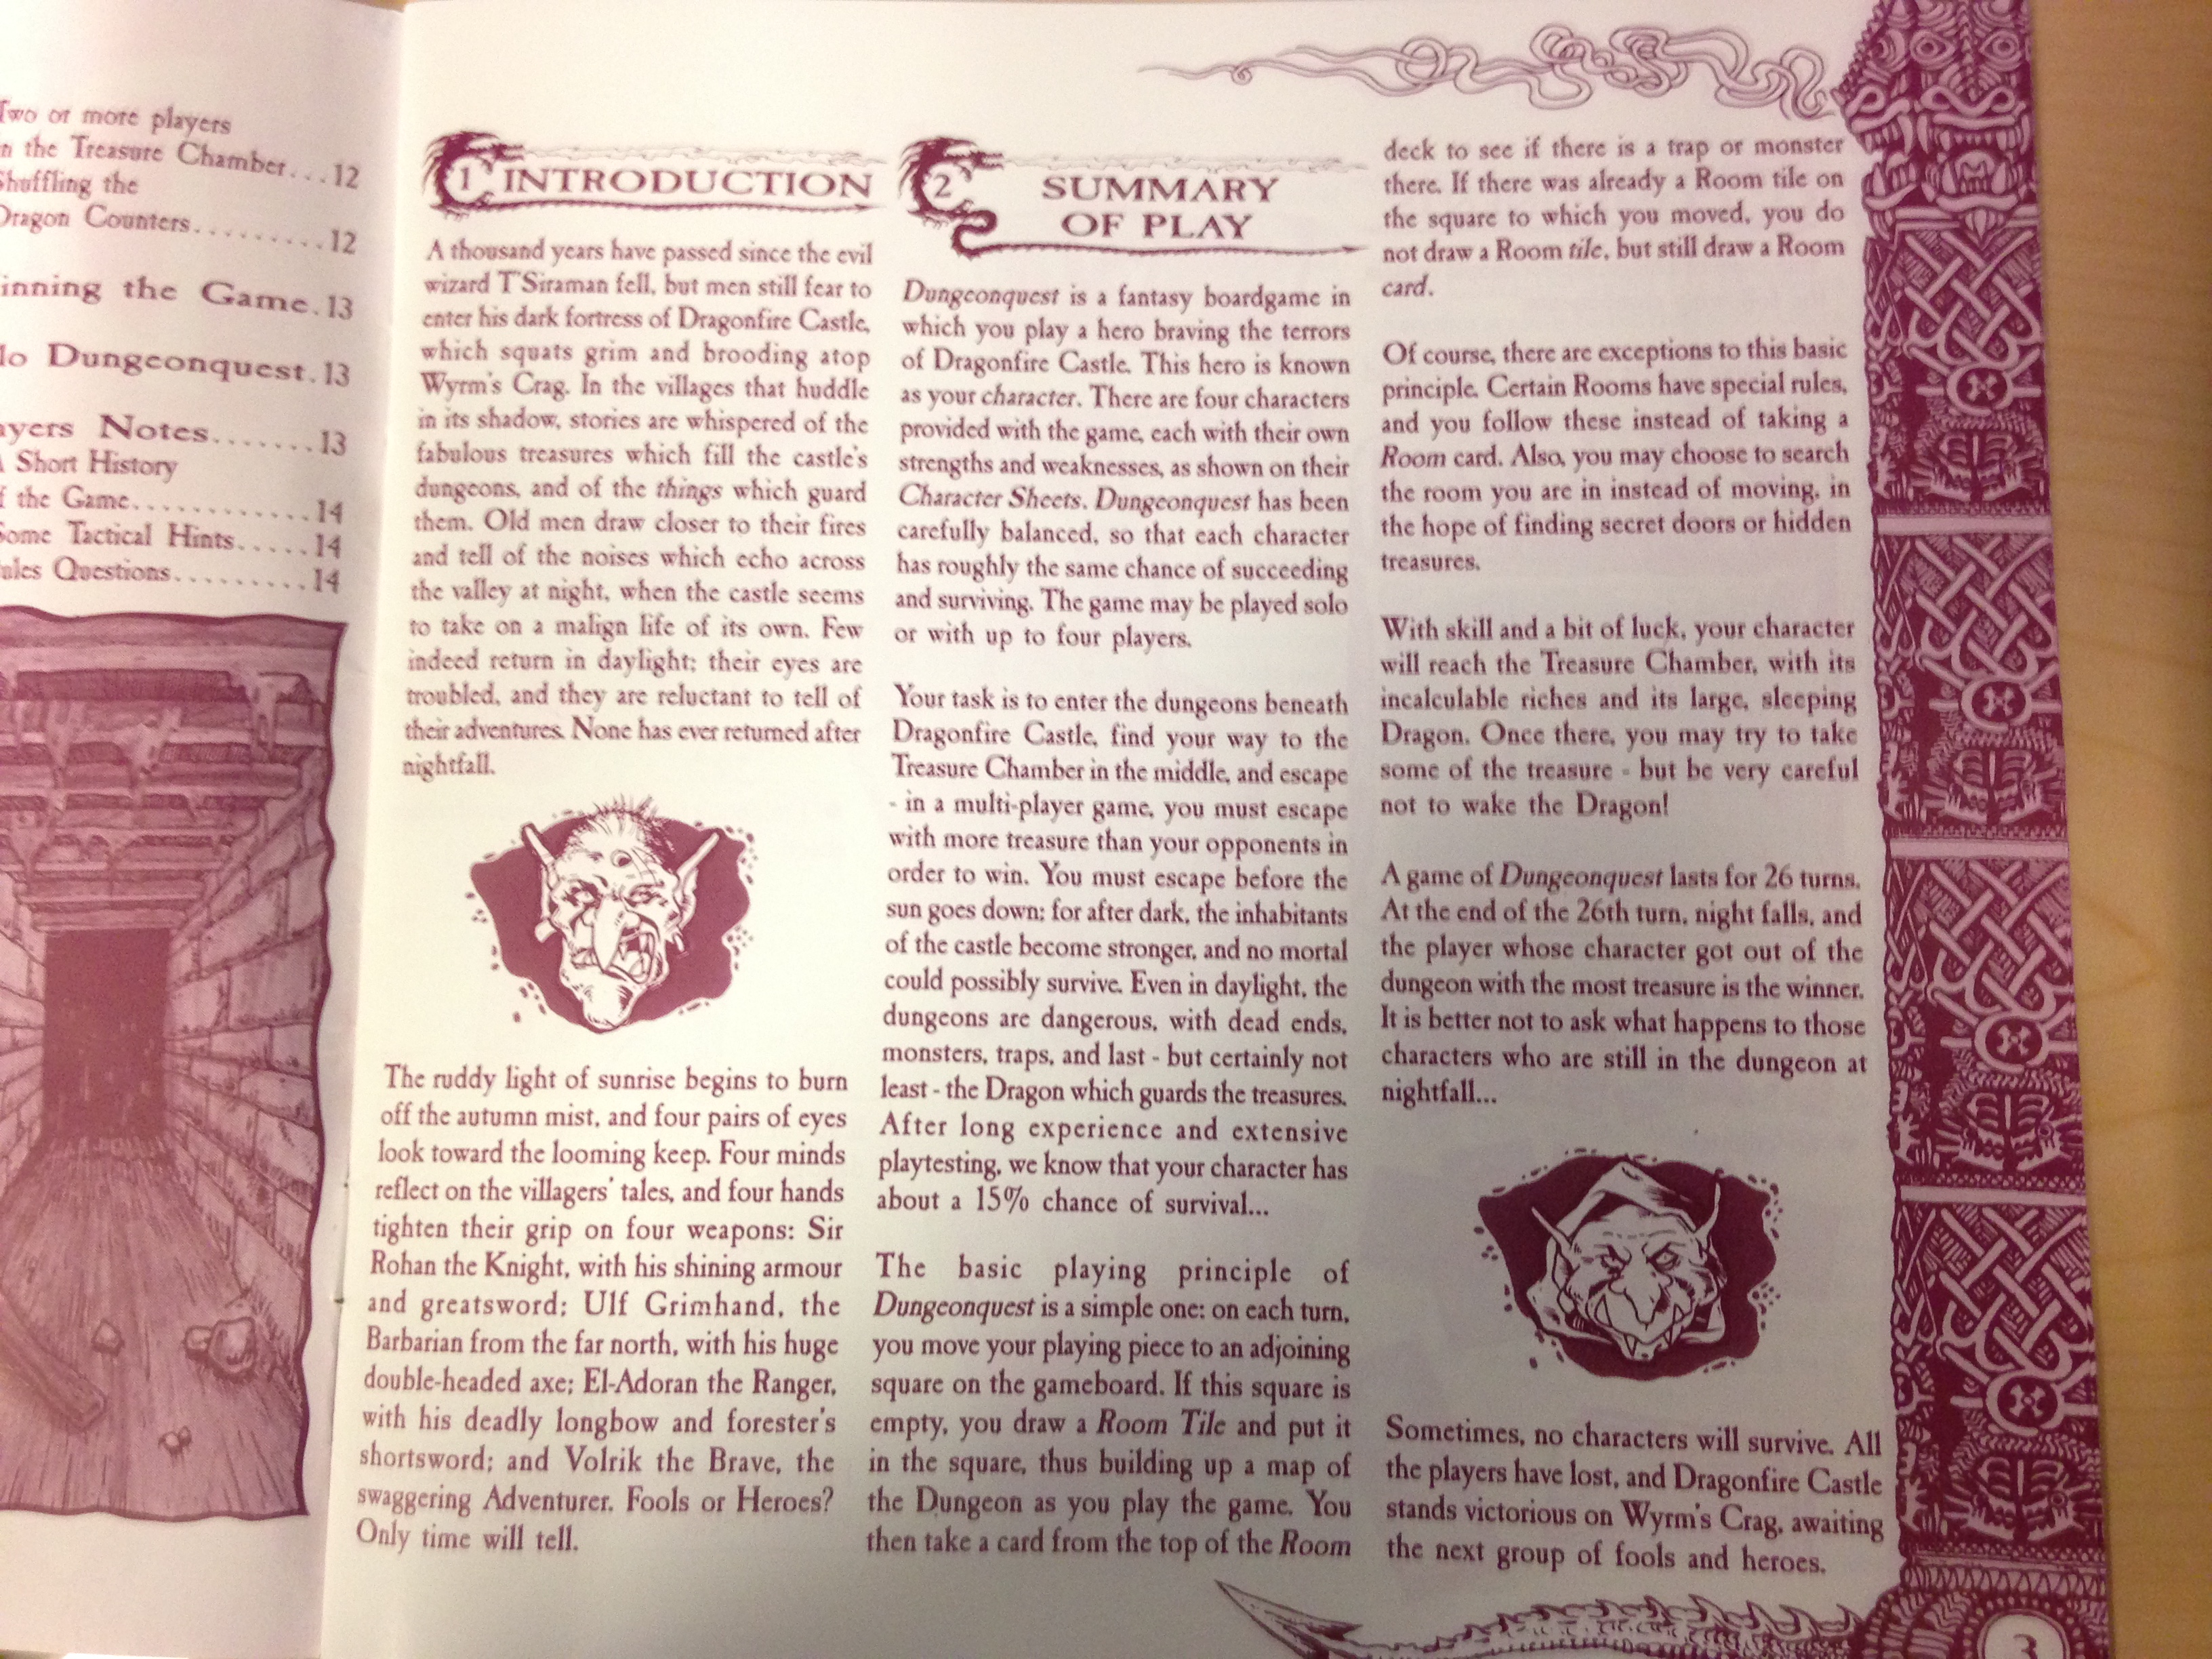 Two or more players
in the Treasure Chamber...12
Shuffling the
Dragon Counters.........12
inning the Game.13
lo Dungeonquest.13
ayers Notes.......13
A Short History
f the Game............14
Some Tactical Hints.....14
ules Questions.........14
1 INTRODUCTION
A thousand years have passed since the evil
wizard T'Siraman fell, but men still fear to
enter his dark fortress of Dragonfire Castle,
which squats grim and brooding atop
Wyrm's Crag. In the villages that huddle
in its shadow, stories are whispered of the
fabulous treasures which fill the castle's
dungeons, and of the things which guard
them. Old men draw closer to their fires
and tell of the noises which echo across
the valley at night, when the castle seems
to take on a malign life of its own. Few
indeed return in daylight; their eyes are
troubled, and they are reluctant to tell of
their adventures. None has ever returned after
nightfall.
The ruddy light of sunrise begins to burn
off the autumn mist, and four pairs of eyes
look toward the looming keep. Four minds
reflect on the villagers' tales, and four hands
tighten their grip on four weapons: Sir
Rohan the Knight, with his shining armour
and greatsword; Ulf Grimhand, the
Barbarian from the far north, with his huge
double-headed axe; El-Adoran the Ranger,
with his deadly longbow and forester's
shortsword; and Volrik the Brave, the
swaggering Adventurer. Fools or Heroes?
Only time will tell.
2 SUMMARY
OF PLAY
Dungeonquest is a fantasy boardgame in
which you play a hero braving the terrors
of Dragonfire Castle. This hero is known
as your character. There are four characters
provided with the game, each with their own
strengths and weaknesses, as shown on their
Character Sheets. Dungeonquest has been
carefully balanced, so that each character
has roughly the same chance of succeeding
and surviving. The game may be played solo
or with up to four players.
Your task is to enter the dungeons beneath
Dragonfire Castle, find your way to the
Treasure Chamber in the middle, and escape
- in a multi-player game, you must escape
with more treasure than your opponents in
order to win. You must escape before the
sun goes down; for after dark, the inhabitants
of the castle become stronger, and no mortal
could possibly survive. Even in daylight, the
dungeons are dangerous, with dead ends,
monsters, traps, and last - but certainly not
least - the Dragon which guards the treasures.
After long experience and extensive
playtesting, we know that your character has
about a 15% chance of survival...
The basic playing principle of
Dungeonquest is a simple one: on each turn,
you move your playing piece to an adjoining
square on the gameboard. If this square is
empty, you draw a Room Tile and put it
in the square, thus building up a map of
the Dungeon as you play the game. You
then take a card from the top of the Room
deck to see if there is a trap or monster
there. If there was already a Room tile on
the square to which you moved, you do
not draw a Room tile, but still draw a Room
card.
Of course, there are exceptions to this basic
principle. Certain Rooms have special rules,
and you follow these instead of taking a
Room card. Also, you may choose to search
the room you are in instead of moving, in
the hope of finding secret doors or hidden
treasures.
With skill and a bit of luck, your character
will reach the Treasure Chamber, with its
incalculable riches and its large, sleeping
Dragon. Once there, you may try to take
some of the treasure - but be very careful
not to wake the Dragon!
A game of Dungeonquest lasts for 26 turns.
At the end of the 26th turn, night falls, and
the player whose character got out of the
dungeon with the most treasure is the winner.
It is better not to ask what happens to those
characters who are still in the dungeon at
nightfall...
Sometimes, no characters will survive. All
the players have lost, and Dragonfire Castle
stands victorious on Wyrm's Crag, awaiting
the next group of fools and heroes.
3